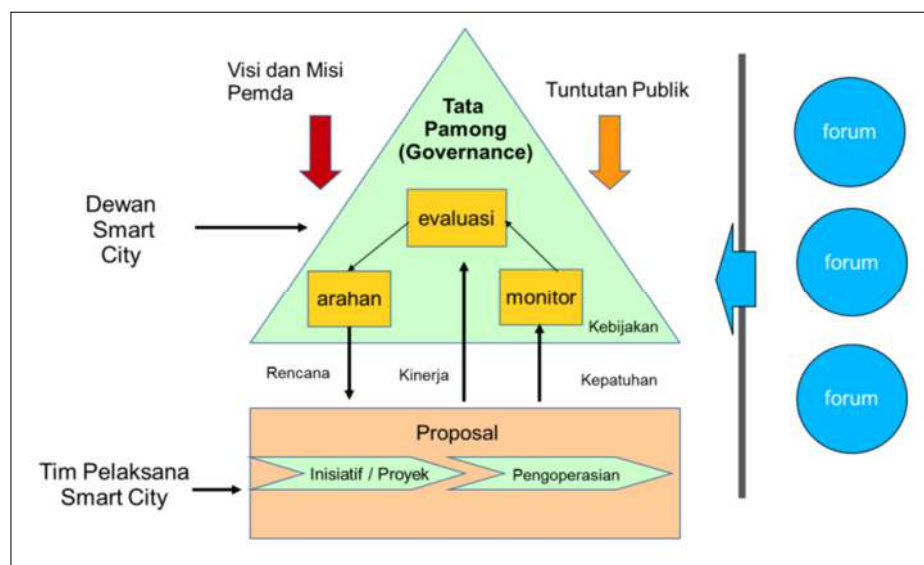 Visi dan Misi
Pemda
Tuntutan Publik
Tata
Pamong
(Governance)
Dewan
Smart
City
evaluasi
arahan
monitor
Kebijakan
Rencana
Kinerja
Kepatuhan
Proposal
Inisiatif / Proyek
Pengoperasian
Tim Pelaksana
Smart City
forum
forum
forum